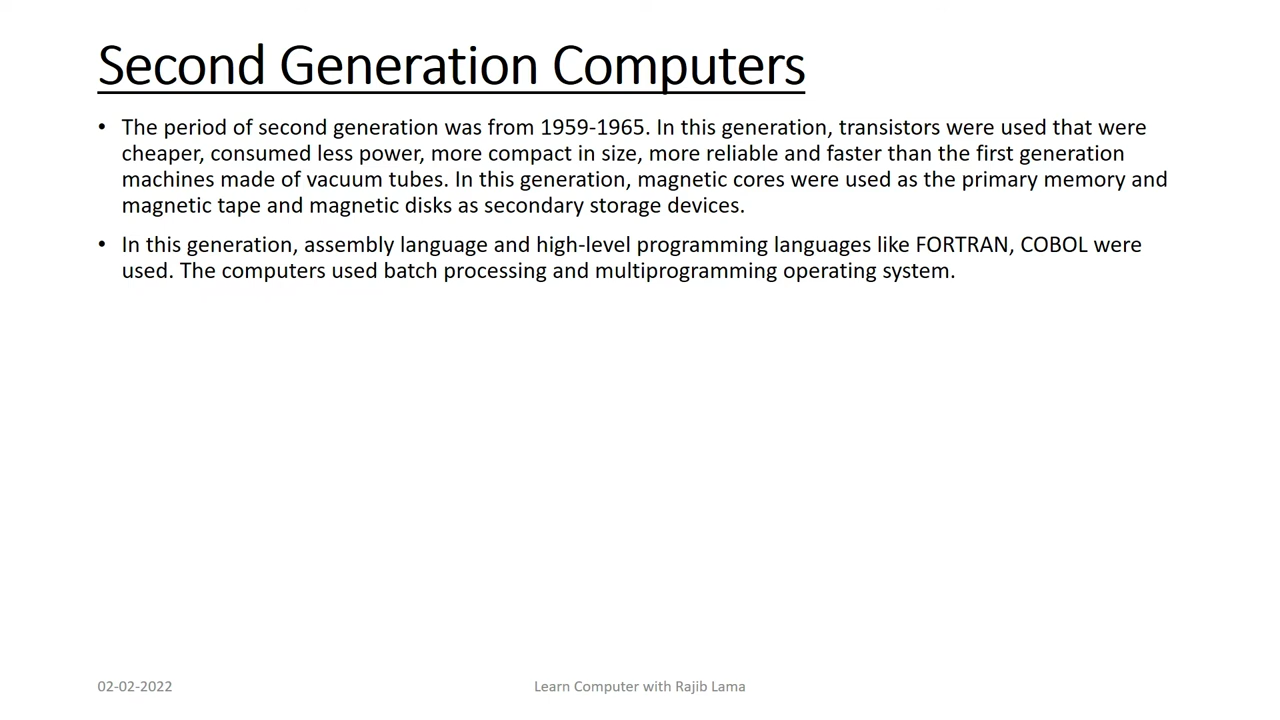 Second Generation Computers
• The period of second generation was from 1959-1965. In this generation, transistors were used that were
cheaper, consumed less power, more compact in size, more reliable and faster than the first generation
machines made of vacuum tubes. In this generation, magnetic cores were used as the primary memory and
magnetic tape and magnetic disks as secondary storage devices.
• In this generation, assembly language and high-level programming languages like FORTRAN, COBOL were
used. The computers used batch processing and multiprogramming operating system.
02-02-2022
Learn Computer with Rajib Lama